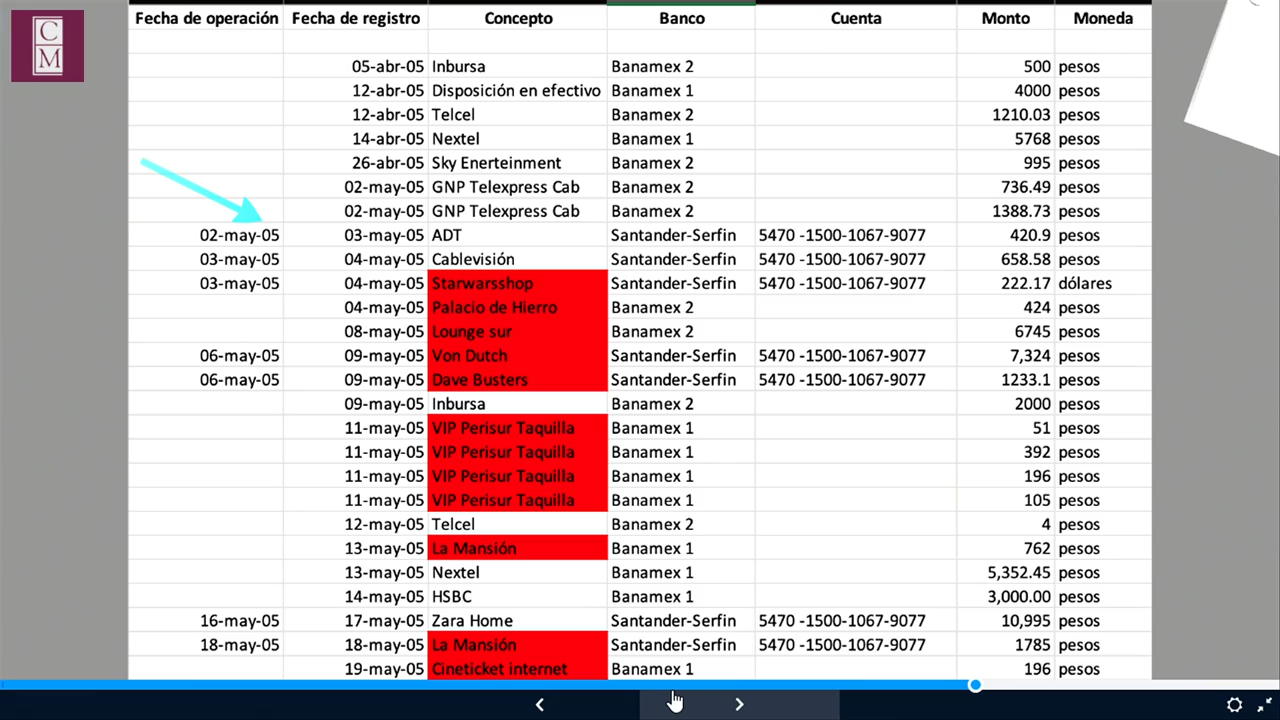 C
M
Fecha de operación Fecha de registro Concepto Banco Cuenta Monto Moneda
05-abr-05 Inbursa Banamex 2 500 pesos
12-abr-05 Disposición en efectivo Banamex 1 4000 pesos
12-abr-05 Telcel Banamex 2 1210.03 pesos
14-abr-05 Nextel Banamex 1 5768 pesos
26-abr-05 Sky Enerteinment Banamex 2 995 pesos
02-may-05 GNP Telexpress Cab Banamex 2 736.49 pesos
02-may-05 GNP Telexpress Cab Banamex 2 1388.73 pesos
02-may-05 03-may-05 ADT Santander-Serfin 5470 -1500-1067-9077 420.9 pesos
03-may-05 04-may-05 Cablevisión Santander-Serfin 5470 -1500-1067-9077 658.58 pesos
03-may-05 04-may-05 Starwarsshop Santander-Serfin 5470 -1500-1067-9077 222.17 dólares
04-may-05 Palacio de Hierro Banamex 2 424 pesos
08-may-05 Lounge sur Banamex 2 6745 pesos
06-may-05 09-may-05 Von Dutch Santander-Serfin 5470 -1500-1067-9077 7,324 pesos
06-may-05 09-may-05 Dave Busters Santander-Serfin 5470 -1500-1067-9077 1233.1 pesos
09-may-05 Inbursa Banamex 2 2000 pesos
11-may-05 VIP Perisur Taquilla Banamex 1 51 pesos
11-may-05 VIP Perisur Taquilla Banamex 1 392 pesos
11-may-05 VIP Perisur Taquilla Banamex 1 196 pesos
11-may-05 VIP Perisur Taquilla Banamex 1 105 pesos
12-may-05 Telcel Banamex 2 4 pesos
13-may-05 La Mansión Banamex 1 762 pesos
13-may-05 Nextel Banamex 1 5,352.45 pesos
14-may-05 HSBC Banamex 1 3,000.00 pesos
16-may-05 17-may-05 Zara Home Santander-Serfin 5470 -1500-1067-9077 10,995 pesos
18-may-05 18-may-05 La Mansión Santander-Serfin 5470 -1500-1067-9077 1785 pesos
19-may-05 Cineticket internet Banamex 1 196 pesos